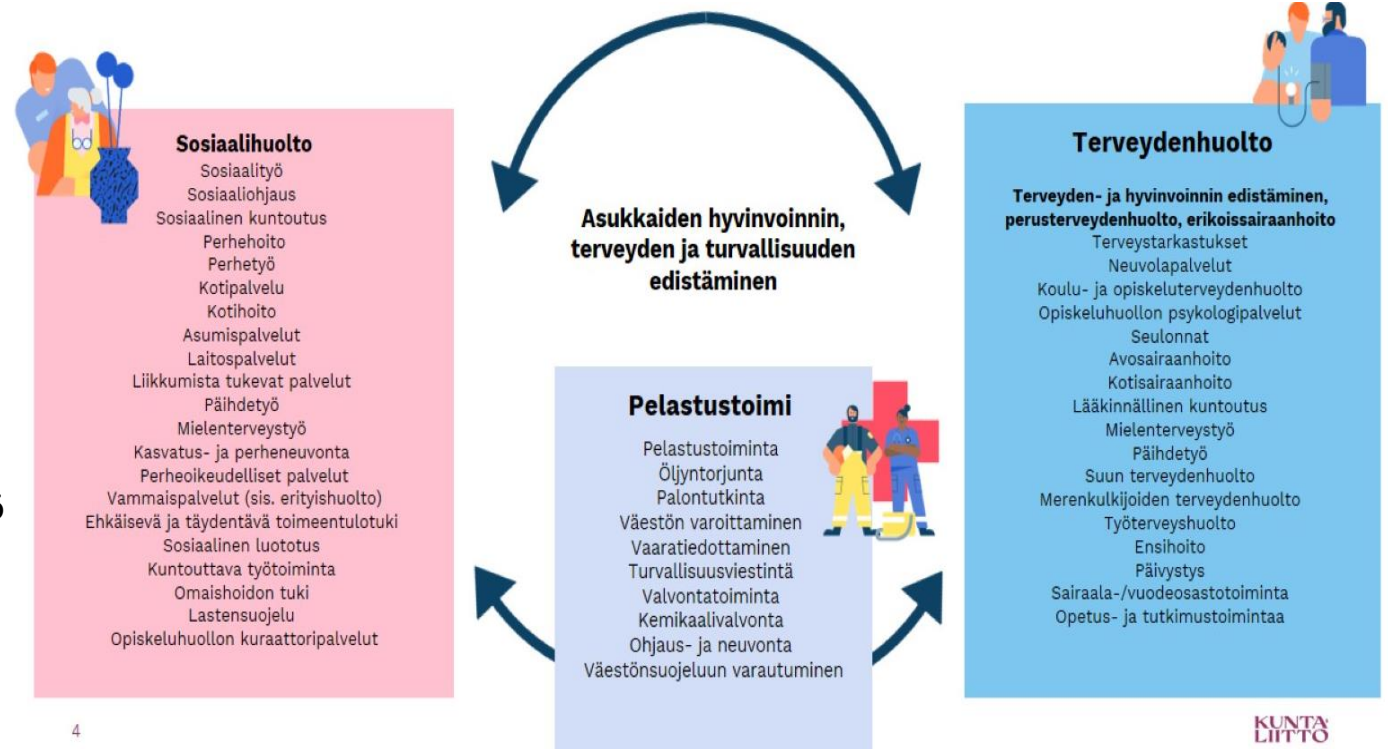 Sosiaalihuolto
Sosiaalityö
Sosiaaliohjaus
Sosiaalinen kuntoutus
Perhehoito
Perhetyö
Kotipalvelu
Kotihoito
Asumispalvelut
Laitospalvelut
Liikkumista tukevat palvelut
Päihdetyö
Mielenterveystyö
Kasvatus- ja perheneuvonta
Perheoikeudelliset palvelut
Vammaispalvelut (sis. erityishuolto)
Ehkäisevä ja täydentävä toimeentulotuki
Sosiaalinen luototus
Kuntouttava työtoiminta
Omaishoidon tuki
Lastensuojelu
Opiskeluhuollon kuraattoripalvelut
Asukkaiden hyvinvoinnin,
terveyden ja turvallisuuden
edistäminen
Pelastustoimi
Pelastustoiminta
Öljyntorjunta
Palontutkinta
Väestön varoittaminen
Vaaratiedottaminen
Turvallisuusviestintä
Valvontatoiminta
Kemikaalivalvonta
Ohjaus- ja neuvonta
Väestönsuojeluun varautuminen
Terveydenhuolto
Terveyden- ja hyvinvoinnin edistäminen,
perusterveydenhuolto, erikoissairaanhoito
Terveystarkastukset
Neuvolapalvelut
Koulu- ja opiskeluterveydenhuolto
Opiskeluhuollon psykologipalvelut
Seulonnat
Avosairaanhoito
Kotisairaanhoito
Lääkinnällinen kuntoutus
Mielenterveystyö
Päihdetyö
Suun terveydenhuolto
Merenkulkijoiden terveydenhuolto
Työterveyshuolto
Ensihoito
Päivystys
Sairaala-/vuodeosastotoiminta
Opetus- ja tutkimustoimintaa
4
KUNTA
LIITTO